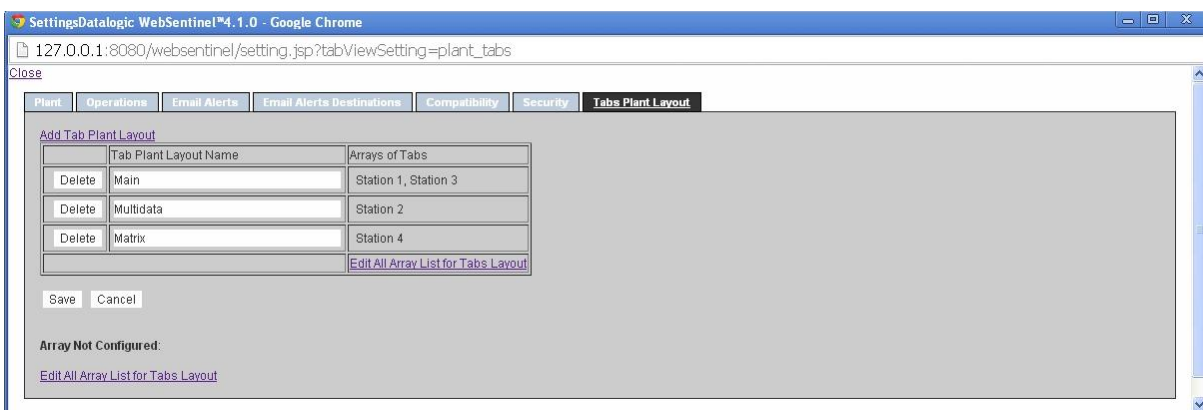 SettingsDatalogic WebSentinel™4.1.0 - Google Chrome
127.0.0.1:8080/websentinel/setting.jsp?tabViewSetting=plant_tabs
Close
Plant Operations Email Alerts Email Alerts Destinations Compatibility Security Tabs Plant Layout
Add Tab Plant Layout
Tab Plant Layout Name Arrays of Tabs
Delete Main Station 1, Station 3
Delete Multidata Station 2
Delete Matrix Station 4
Edit All Array List for Tabs Layout
Save Cancel
Array Not Configured:
Edit All Array List for Tabs Layout